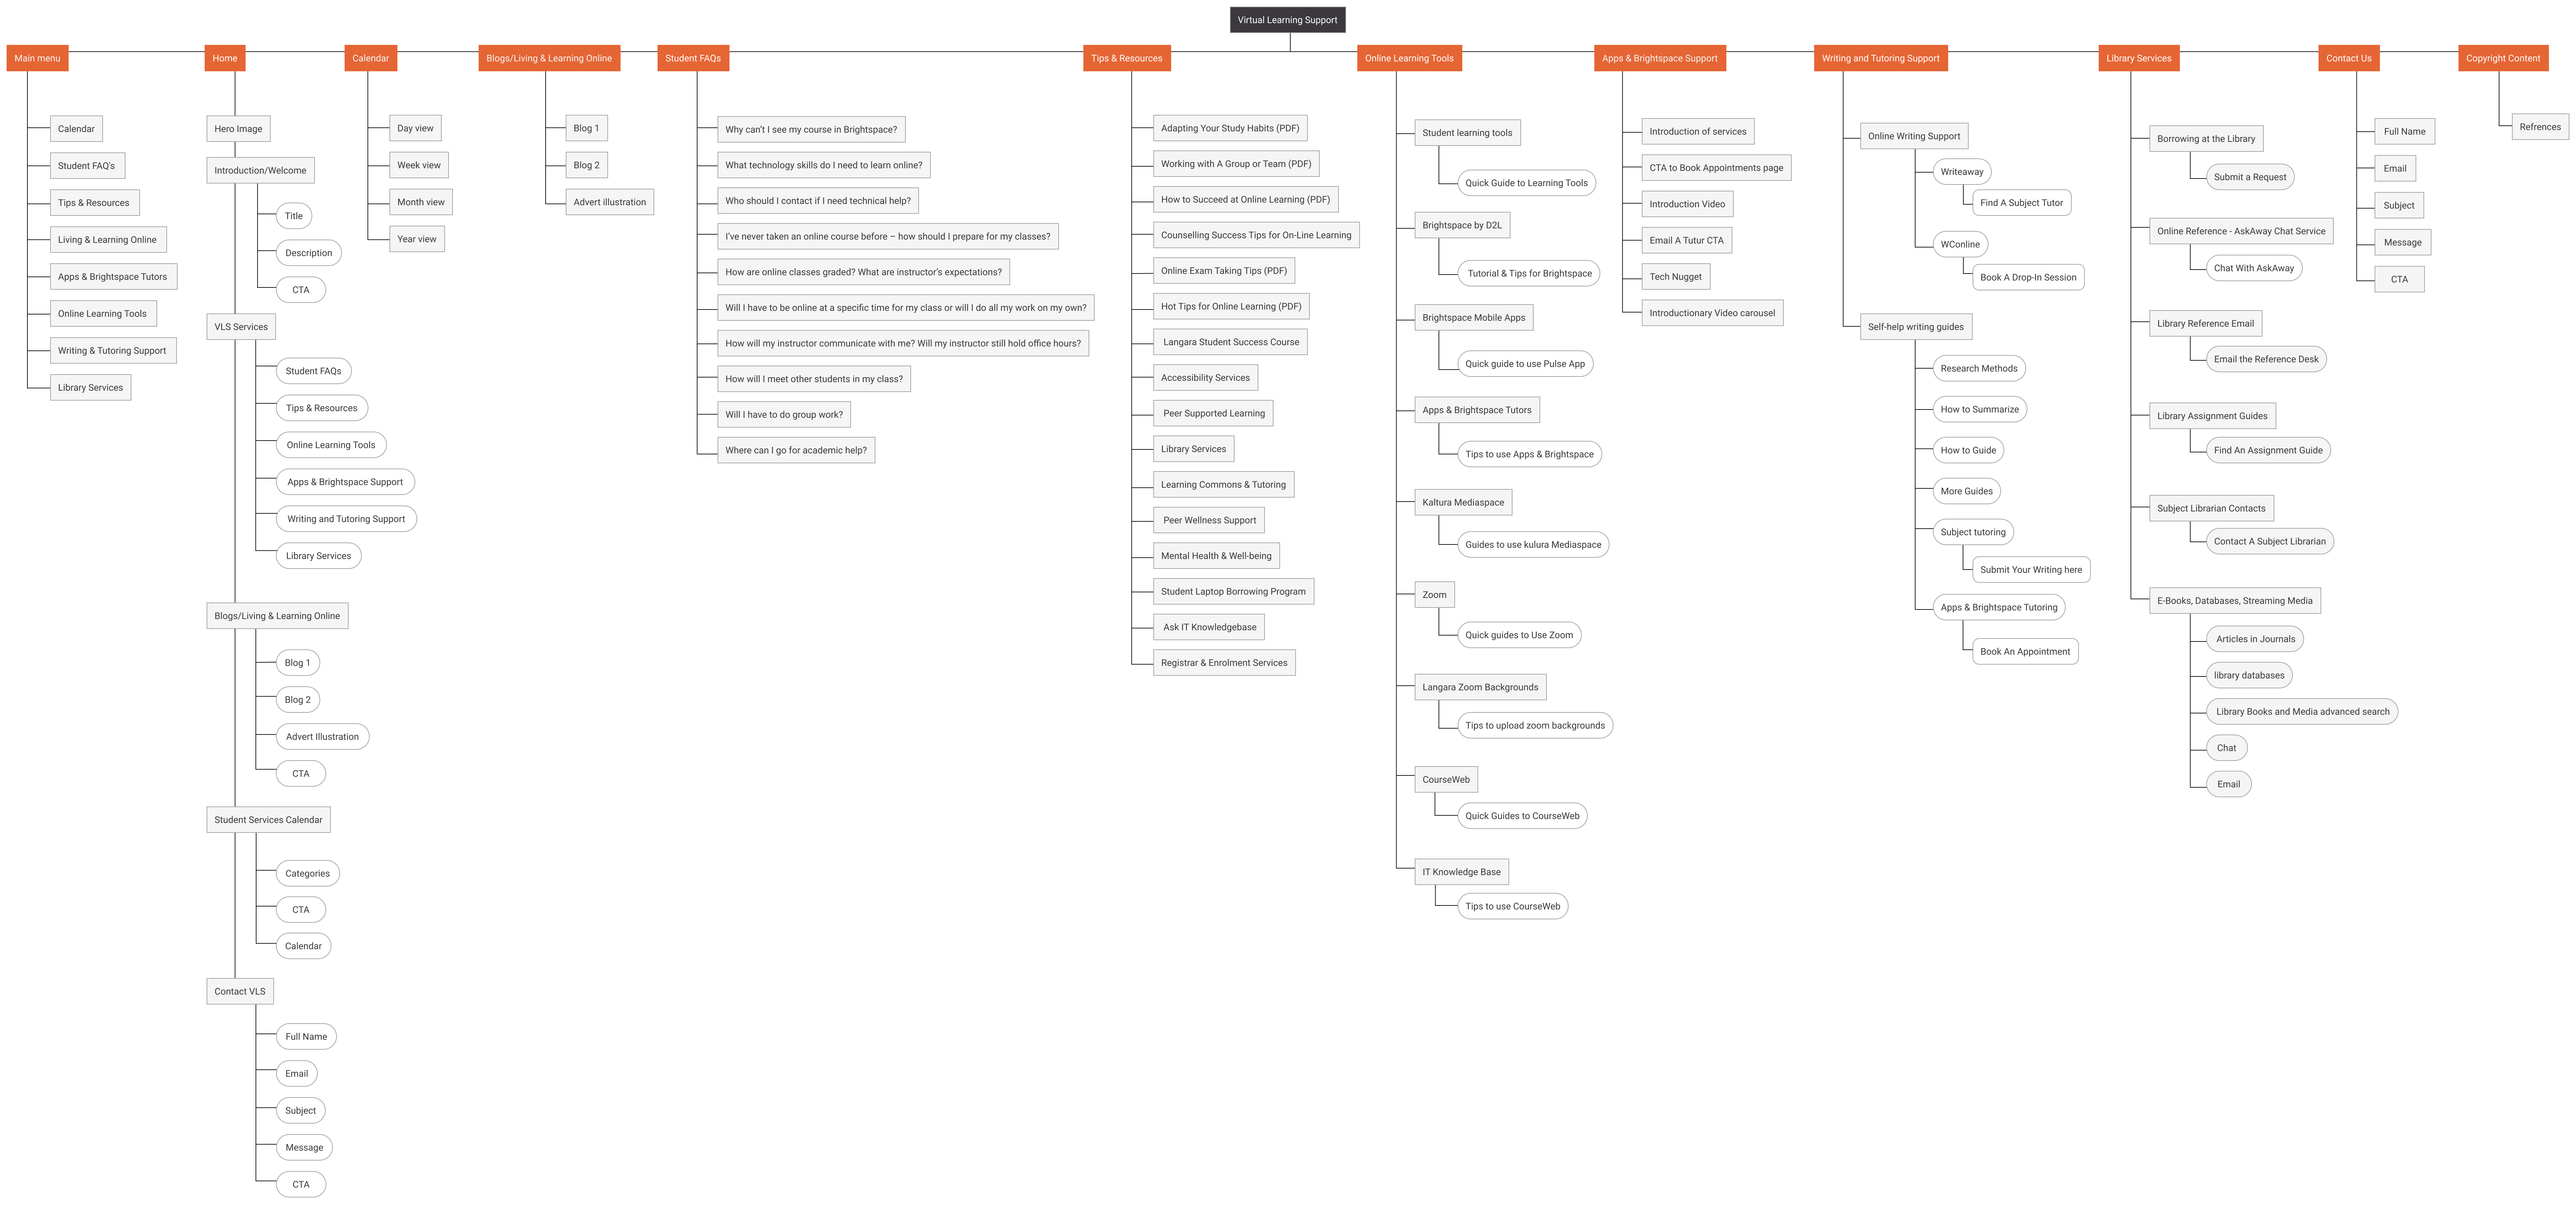 Virtual Learning Support
Main menu
Calendar
Student FAQ's
Tips & Resources
Living & Learning Online
Apps & Brightspace Tutors
Online Learning Tools
Writing & Tutoring Support
Library Services
Home
Hero Image
Introduction/Welcome
Title
Description
CTA
VLS Services
Student FAQs
Tips & Resources
Online Learning Tools
Apps & Brightspace Support
Writing and Tutoring Support
Library Services
Blogs/Living & Learning Online
Blog 1
Blog 2
Advert Illustration
CTA
Student Services Calendar
Categories
CTA
Calendar
Contact VLS
Full Name
Email
Subject
Message
CTA
Calendar
Day view
Week view
Month view
Year view
Blogs/Living & Learning Online
Blog 1
Blog 2
Advert illustration
Student FAQs
Why can't I see my course in Brightspace?
What technology skills do I need to learn online?
Who should I contact if I need technical help?
I've never taken an online course before – how should I prepare for my classes?
How are online classes graded? What are instructor's expectations?
Will I have to be online at a specific time for my class or will I do all my work on my own?
How will my instructor communicate with me? Will my instructor still hold office hours?
How will I meet other students in my class?
Will I have to do group work?
Where can I go for academic help?
Tips & Resources
Adapting Your Study Habits (PDF)
Working with A Group or Team (PDF)
How to Succeed at Online Learning (PDF)
Counselling Success Tips for On-Line Learning
Online Exam Taking Tips (PDF)
Hot Tips for Online Learning (PDF)
Langara Student Success Course
Accessibility Services
Peer Supported Learning
Library Services
Learning Commons & Tutoring
Peer Wellness Support
Mental Health & Well-being
Student Laptop Borrowing Program
Ask IT Knowledgebase
Registrar & Enrolment Services
Online Learning Tools
Student learning tools
Quick Guide to Learning Tools
Brightspace by D2L
Tutorial & Tips for Brightspace
Brightspace Mobile Apps
Quick guide to use Pulse App
Apps & Brightspace Tutors
Tips to use Apps & Brightspace
Kaltura Mediaspace
Guides to use kulura Mediaspace
Zoom
Quick guides to Use Zoom
Langara Zoom Backgrounds
Tips to upload zoom backgrounds
CourseWeb
Quick Guides to CourseWeb
IT Knowledge Base
Tips to use CourseWeb
Apps & Brightspace Support
Introduction of services
CTA to Book Appointments page
Introduction Video
Email A Tutur CTA
Tech Nugget
Introductionary Video carousel
Writing and Tutoring Support
Online Writing Support
Writeaway
Find A Subject Tutor
WConline
Book A Drop-In Session
Self-help writing guides
Research Methods
How to Summarize
How to Guide
More Guides
Subject tutoring
Submit Your Writing here
Apps & Brightspace Tutoring
Book An Appointment
Library Services
Borrowing at the Library
Submit a Request
Online Reference - AskAway Chat Service
Chat With AskAway
Library Reference Email
Email the Reference Desk
Library Assignment Guides
Find An Assignment Guide
Subject Librarian Contacts
Contact A Subject Librarian
E-Books, Databases, Streaming Media
Articles in Journals
library databases
Library Books and Media advanced search
Chat
Email
Contact Us
Full Name
Email
Subject
Message
CTA
Copyright Content
Refrences